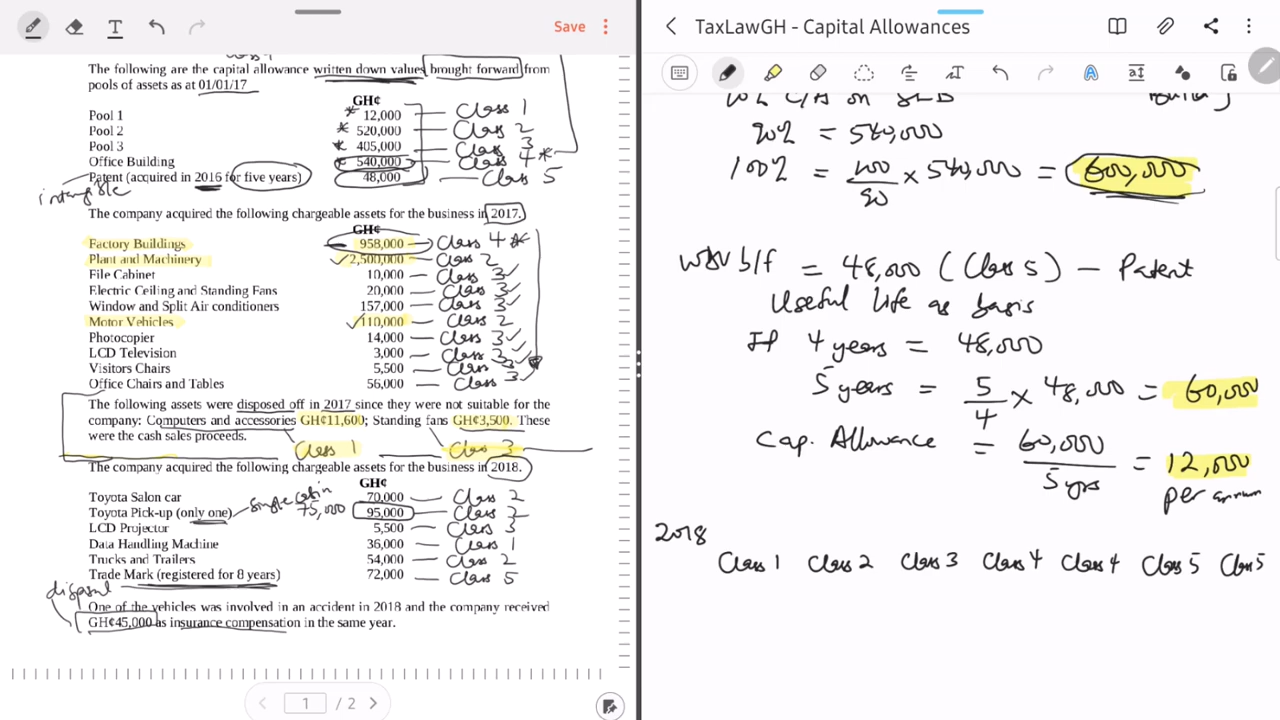 Save
The following are the capital allowance written down values brought forward from
pools of assets as at 01/01/17
GH¢
Pool 1 12,000 Class 1
Pool 2 520,000 Class 2
Pool 3 405,000 Class 3
Office Building 540,000 Class 4
Patent (acquired in 2016 for five years) 48,000 Class 5
intangible
The company acquired the following chargeable assets for the business in 2017.
GH¢
Factory Buildings 958,000 Class 4
Plant and Machinery 2,500,000 Class 2
File Cabinet 10,000 Class 3
Electric Ceiling and Standing Fans 20,000 Class 3
Window and Split Air conditioners 157,000 Class 3
Motor Vehicles 110,000 Class 2
Photocopier 14,000 Class 3
LCD Television 3,000 Class 3
Visitors Chairs 5,500 Class 3
Office Chairs and Tables 56,000 Class 3
The following assets were disposed off in 2017 since they were not suitable for the
company: Computers and accessories GH¢11,600; Standing fans GH¢3,500. These
were the cash sales proceeds.
Class 1 Class 3
The company acquired the following chargeable assets for the business in 2018.
GH¢
Toyota Salon car 70,000 Class 2
Toyota Pick-up (only one) single cabin 75,000 95,000 Class 2
LCD Projector 5,500 Class 3
Data Handling Machine 36,000 Class 1
Trucks and Trailers 54,000 Class 2
Trade Mark (registered for 8 years) 72,000 Class 5
disposal
One of the vehicles was involved in an accident in 2018 and the company received
GH¢45,000 as insurance compensation in the same year.
1 / 2
TaxLawGH - Capital Allowances
10% C/A on SLB
90% = 540,000
100% = 100/90 × 540,000 = 600,000
WDV b/f = 48,000 (Class 5) - Patent
Useful life as basis
If 4 years = 48,000
5 years = 5/4 × 48,000 = 60,000
Cap. Allowance = 60,000/5 yrs = 12,000
per annum
2018
Class 1 Class 2 Class 3 Class 4 Class 4 Class 5 Class 5